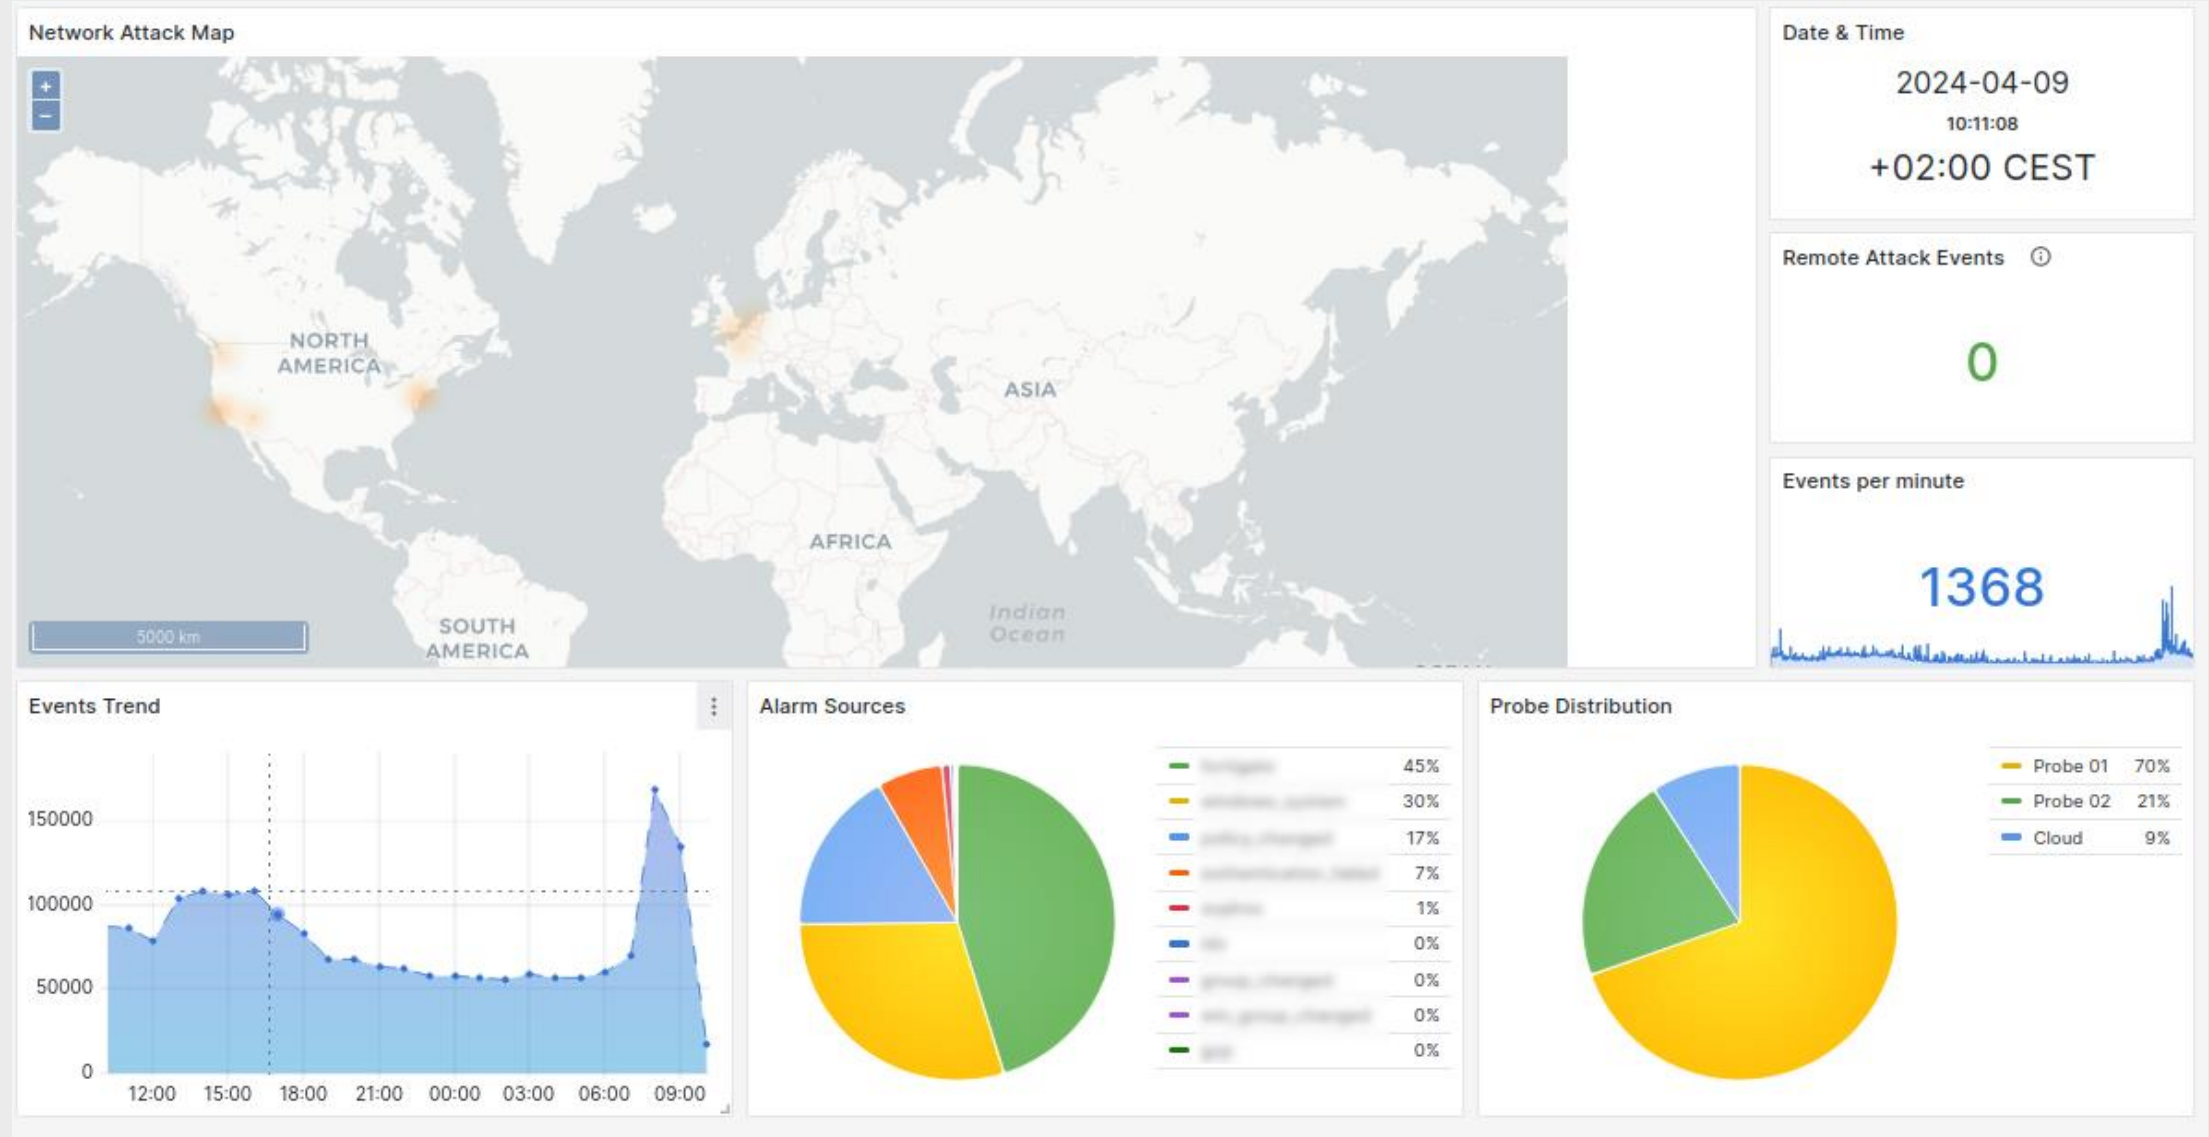 Network Attack Map
+
−
NORTH
AMERICA
ASIA
AFRICA
Indian
Ocean
SOUTH
AMERICA
5000 km
Date & Time
2024-04-09
10:11:08
+02:00 CEST
Remote Attack Events
0
Events per minute
1368
Events Trend
150000
100000
50000
0
12:00 15:00 18:00 21:00 00:00 03:00 06:00 09:00
Alarm Sources
45%
30%
17%
7%
1%
0%
0%
0%
0%
Probe Distribution
Probe 01 70%
Probe 02 21%
Cloud 9%